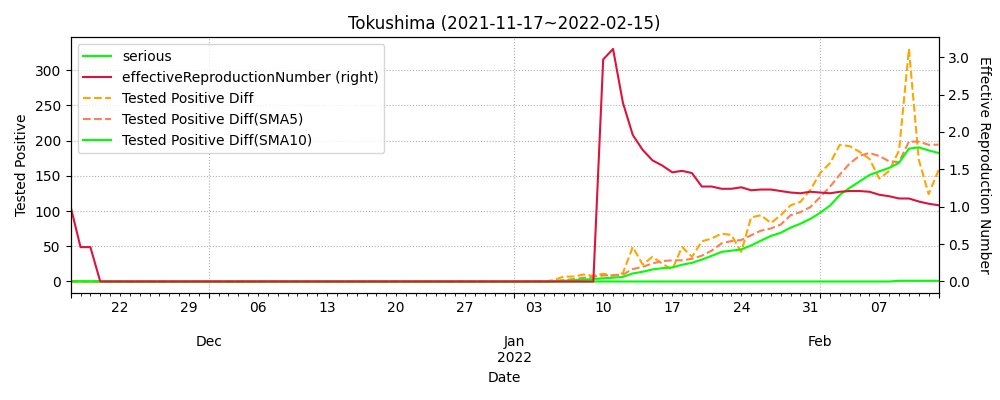 Tokushima (2021-11-17~2022-02-15)
serious
effectiveReproductionNumber (right)
Tested Positive Diff
Tested Positive Diff(SMA5)
Tested Positive Diff(SMA10)
Tested Positive
300
250
200
150
100
50
0
3.0
2.5
2.0
1.5
1.0
0.5
0.0
Effective Reproduction Number
22 29 06 13 20 27 03 10 17 24 31 07
Dec Jan Feb
2022
Date